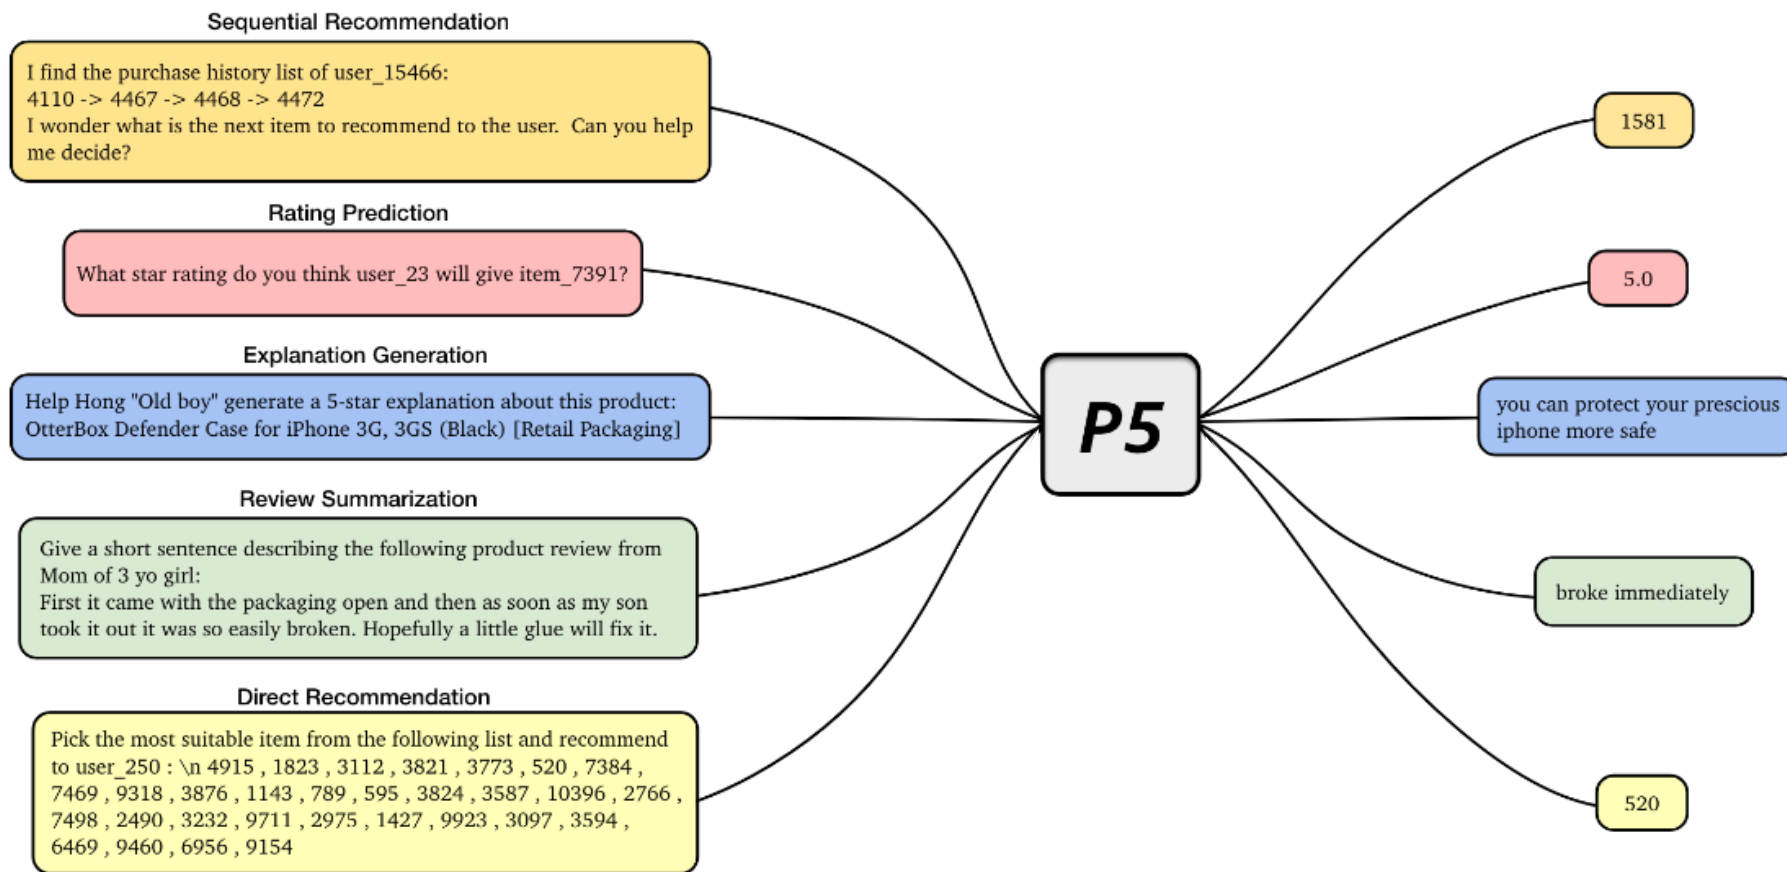 Sequential Recommendation
I find the purchase history list of user_15466:
4110 -> 4467 -> 4468 -> 4472
I wonder what is the next item to recommend to the user.  Can you help
me decide?
Rating Prediction
What star rating do you think user_23 will give item_7391?
Explanation Generation
Help Hong "Old boy" generate a 5-star explanation about this product:
OtterBox Defender Case for iPhone 3G, 3GS (Black) [Retail Packaging]
Review Summarization
Give a short sentence describing the following product review from
Mom of 3 yo girl:
First it came with the packaging open and then as soon as my son
took it out it was so easily broken. Hopefully a little glue will fix it.
Direct Recommendation
Pick the most suitable item from the following list and recommend
to user_250 : \n 4915 , 1823 , 3112 , 3821 , 3773 , 520 , 7384 ,
7469 , 9318 , 3876 , 1143 , 789 , 595 , 3824 , 3587 , 10396 , 2766 ,
7498 , 2490 , 3232 , 9711 , 2975 , 1427 , 9923 , 3097 , 3594 ,
6469 , 9460 , 6956 , 9154
P5
1581
5.0
you can protect your prescious
iphone more safe
broke immediately
520